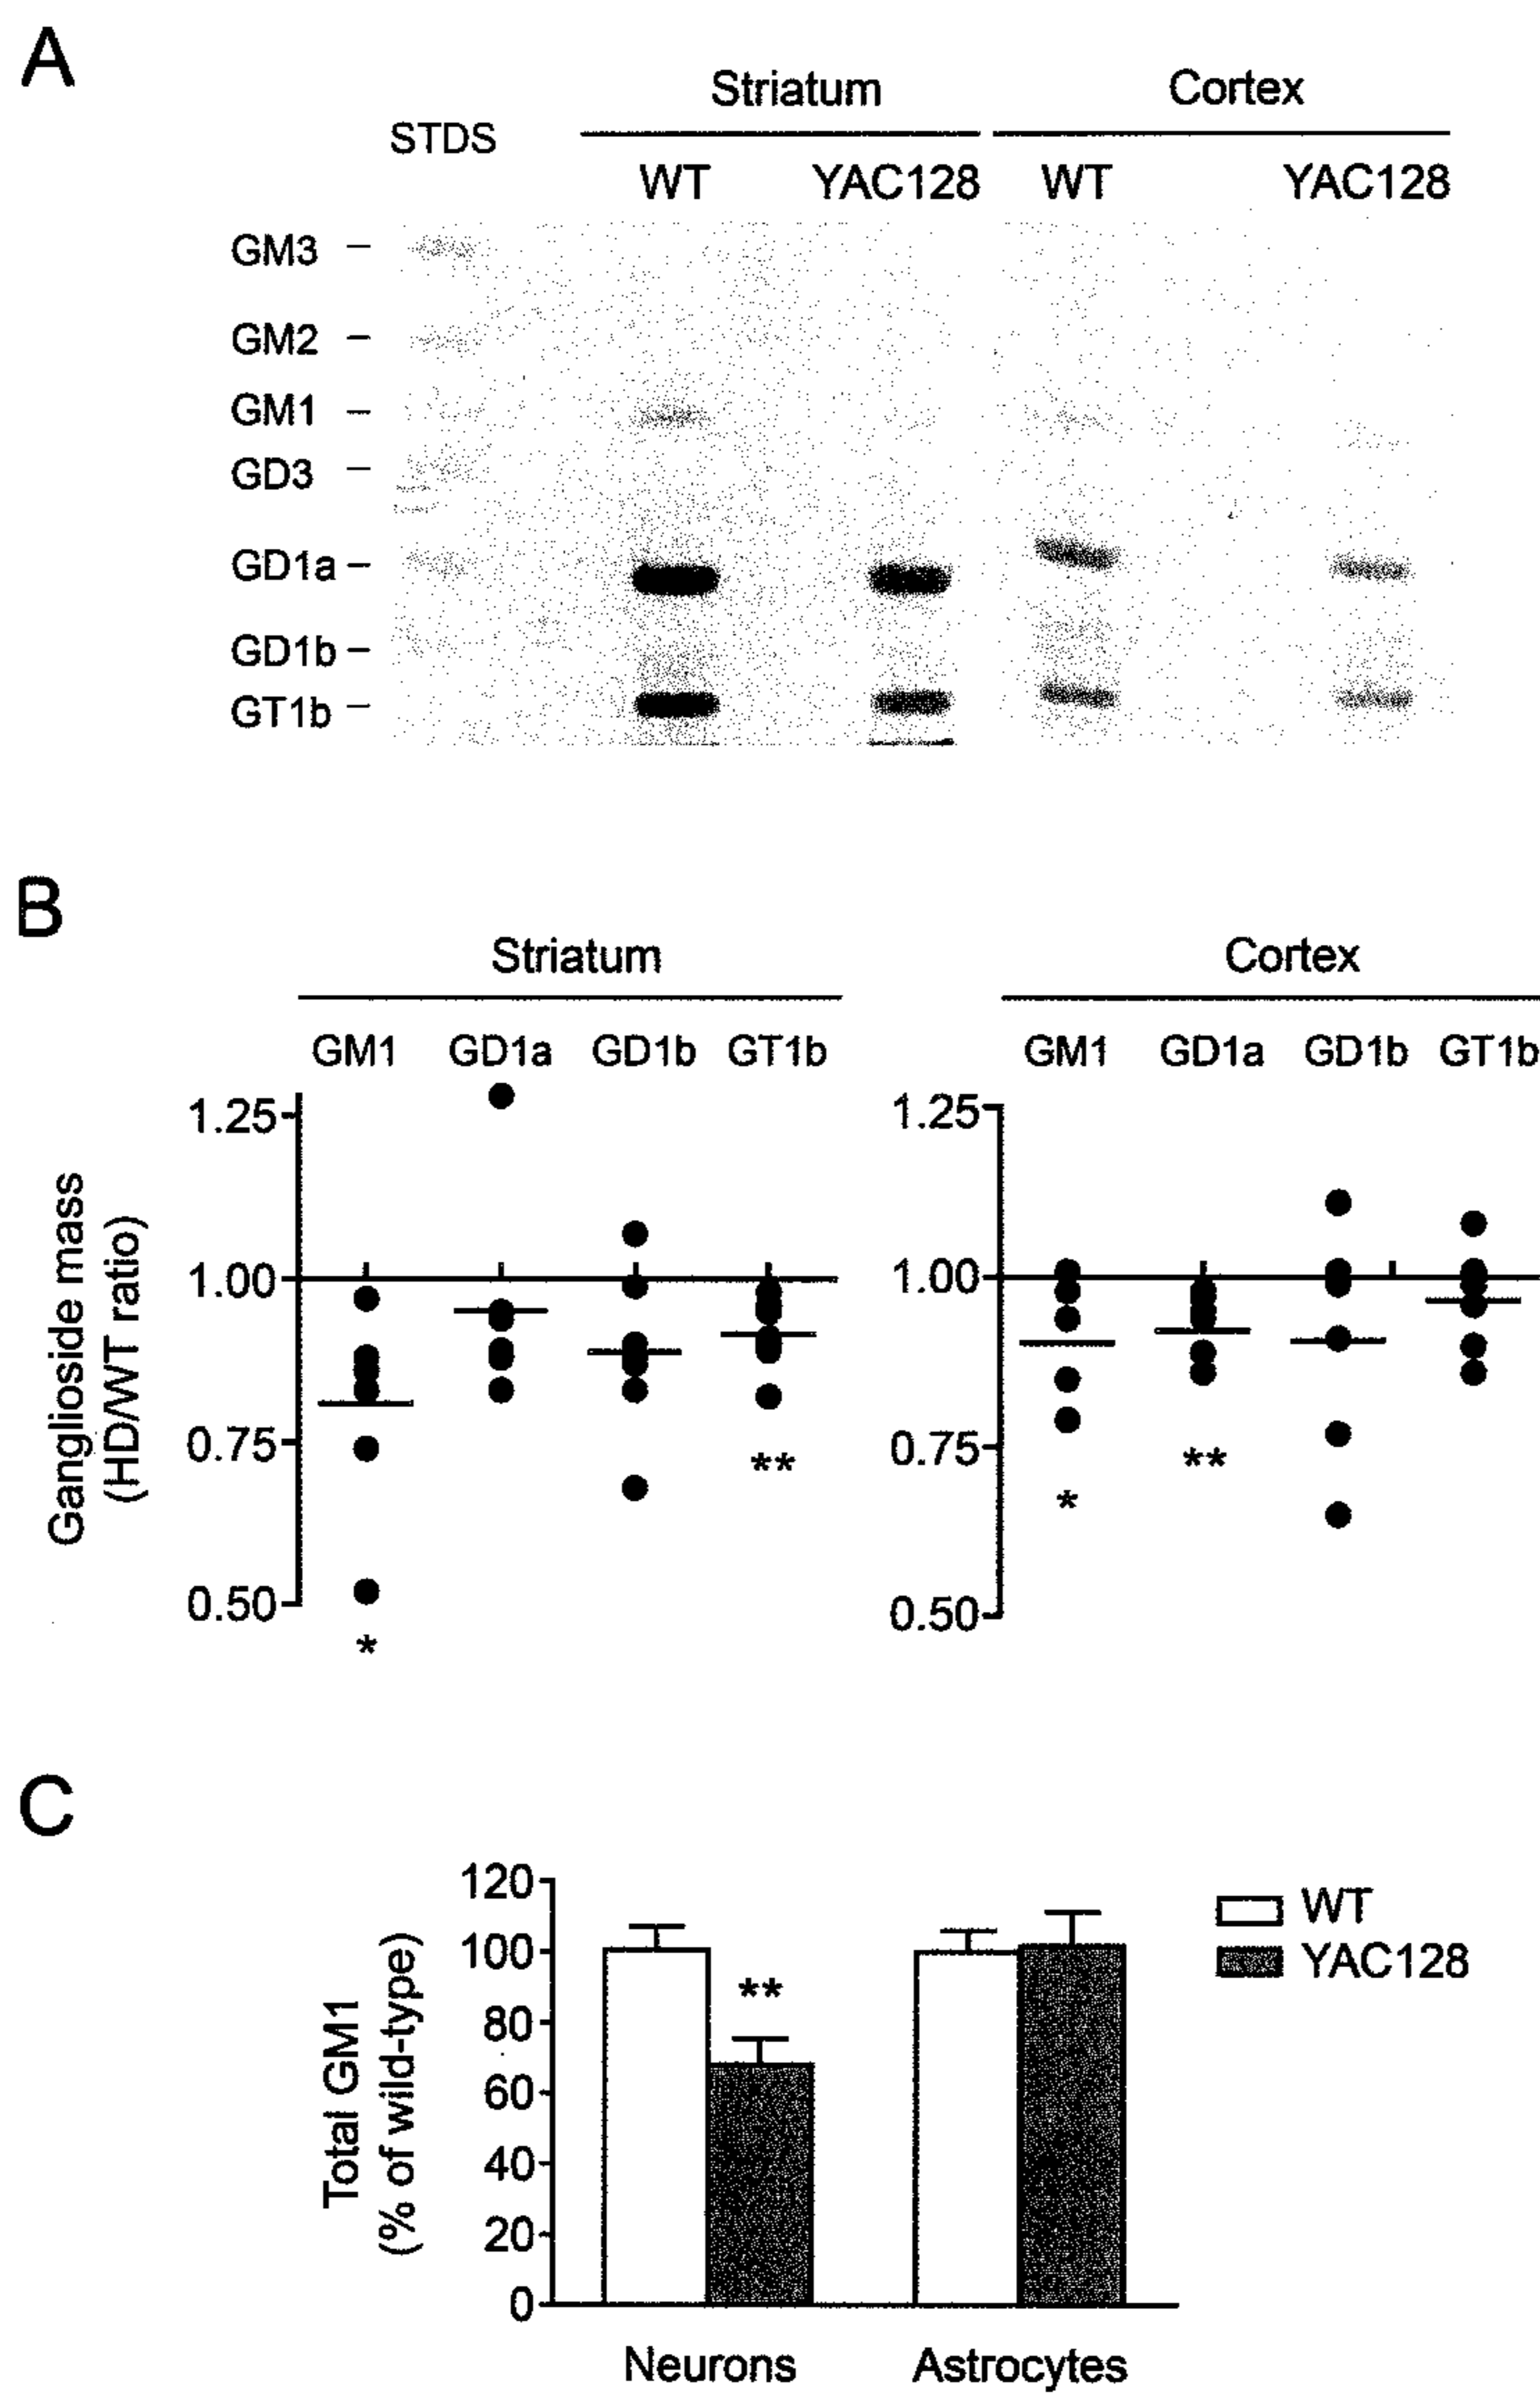 A
Striatum Cortex
STDS
WT YAC128 WT YAC128
GM3
GM2
GM1
GD3
GD1a
GD1b
GT1b
B
Striatum
GM1 GD1a GD1b GT1b
1.25
1.00
0.75
0.50
Ganglioside mass
(HD/WT ratio)
** 
*
Cortex
GM1 GD1a GD1b GT1b
1.25
1.00
0.75
0.50
**
*
C
120
100
80
60
40
20
0
Total GM1
(% of wild-type)
**
Neurons Astrocytes
WT
YAC128